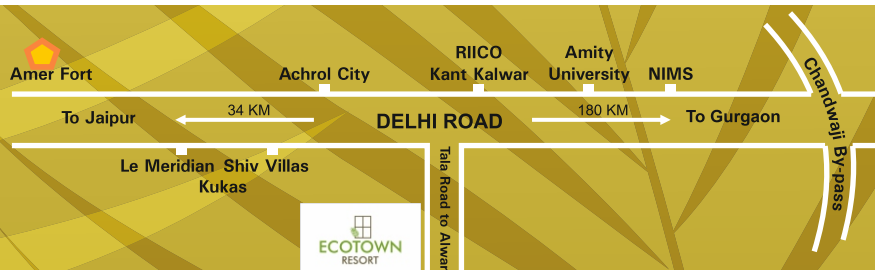 RIICO
Amity
Amer Fort
Achrol City
Kant Kalwar
University
NIMS
To Jaipur
34 KM
DELHI ROAD
180 KM
To Gurgaon
Chandwaji By-pass
Le Meridian Shiv Villas
Kukas
Tala Road to Alwar
ECOTOWN
RESORT